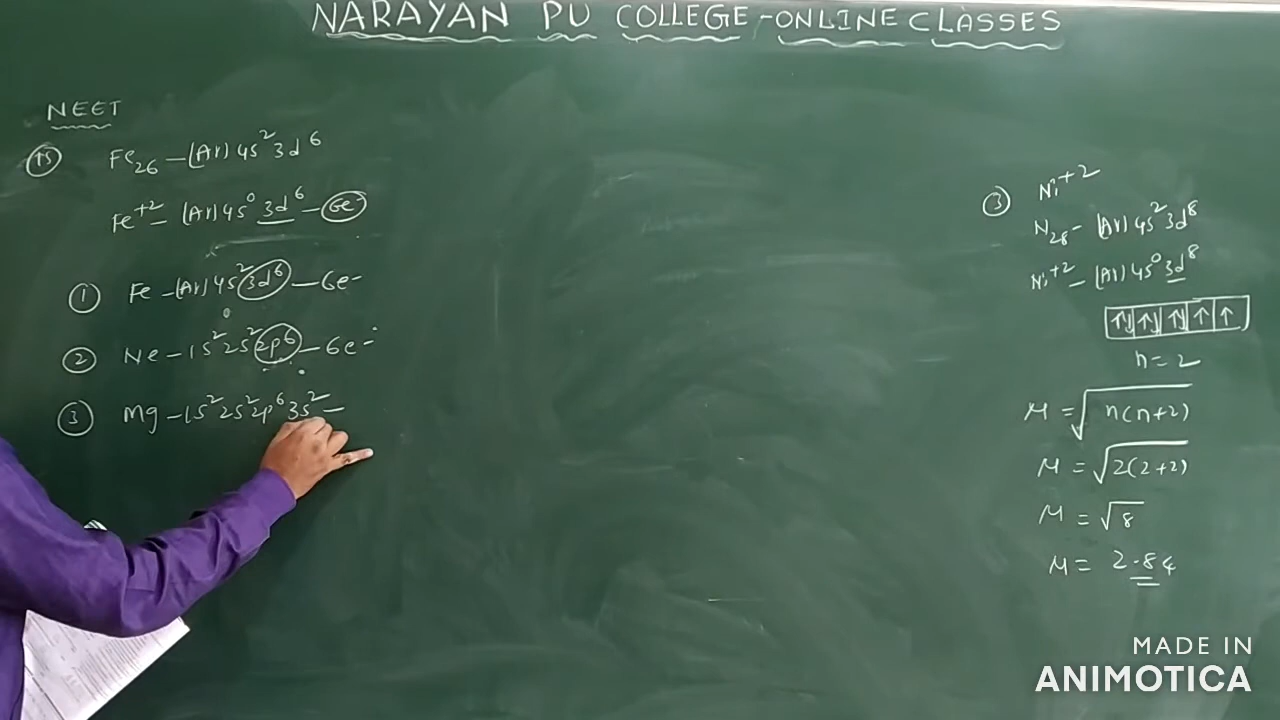 NARAYAN PU COLLEGE - ONLINE CLASSES
NEET
15 Fe₂₆ – (Ar) 4s² 3d⁶
Fe⁺² – (Ar) 4s⁰ 3d⁶ – 6e⁻
① Fe – (Ar) 4s² 3d⁶ – 6e⁻
② Ne – 1s² 2s² 2p⁶ – 6e⁻
③ Mg – 1s² 2s² 2p⁶ 3s² –
③ Ni⁺²
N₂₈ – (Ar) 4s² 3d⁸
Ni⁺² – (Ar) 4s⁰ 3d⁸
↑↓ ↑↓ ↑↓ ↑ ↑
n = 2
μ = √n(n+2)
μ = √2(2+2)
μ = √8
μ = 2.84
MADE IN
ANIMOTICA